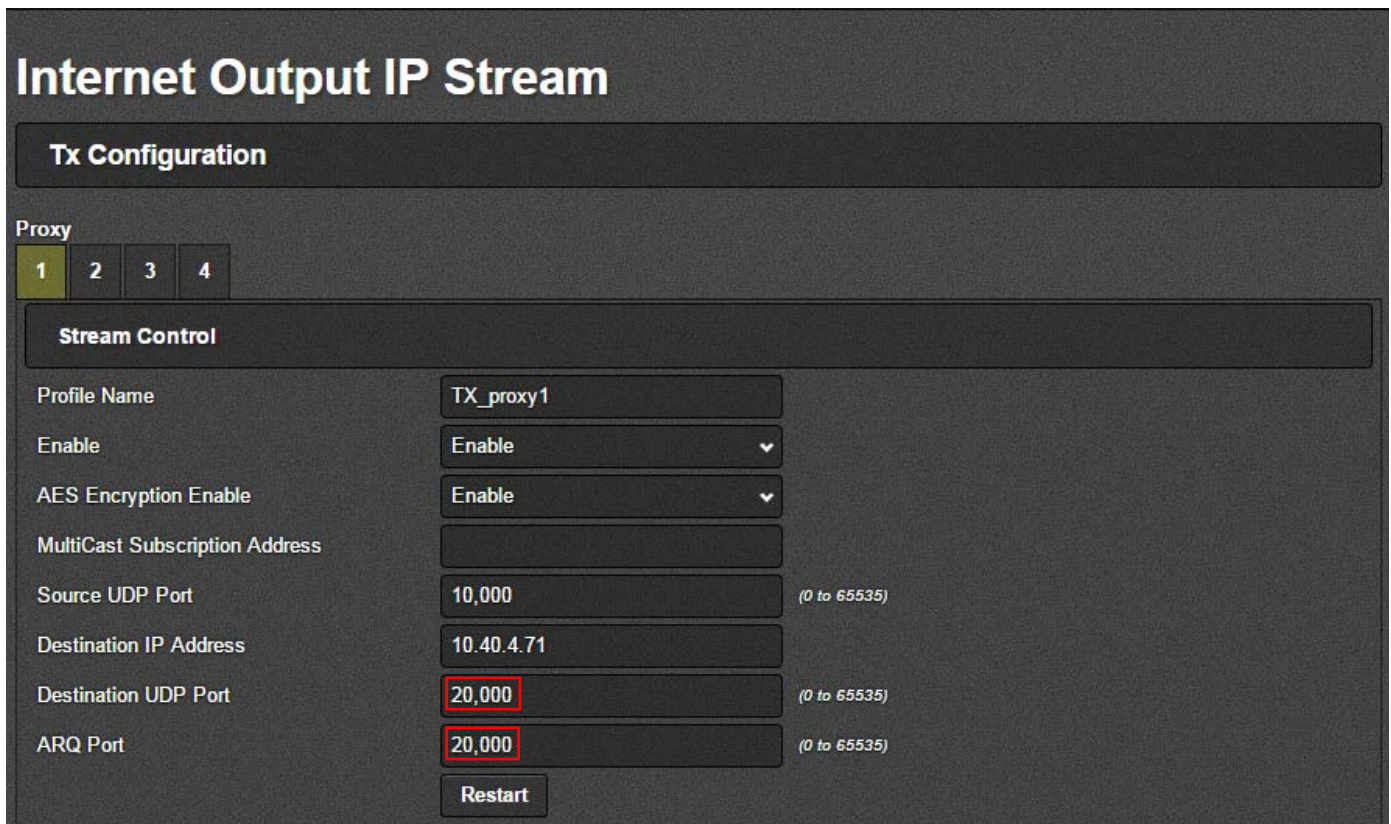 Internet Output IP Stream
Tx Configuration
Proxy
1 2 3 4
Stream Control
Profile Name TX_proxy1
Enable Enable
AES Encryption Enable Enable
MultiCast Subscription Address
Source UDP Port 10,000 (0 to 65535)
Destination IP Address 10.40.4.71
Destination UDP Port 20,000 (0 to 65535)
ARQ Port 20,000 (0 to 65535)
Restart